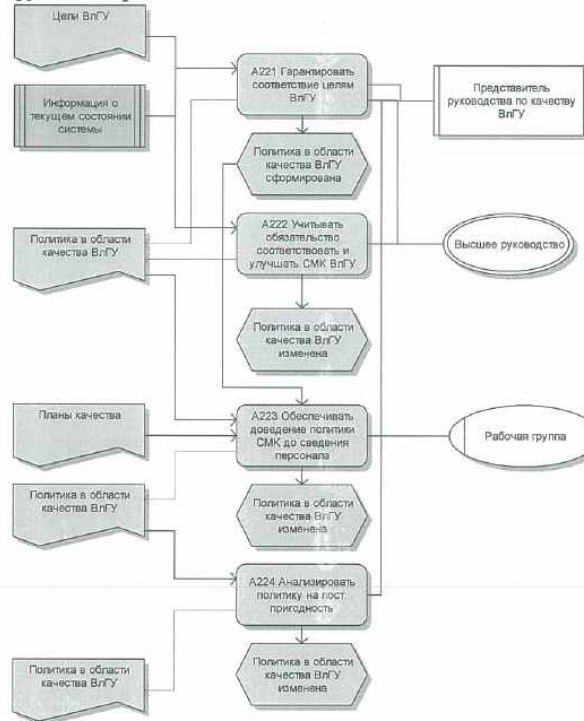 Цели ВлГУ
А221 Гарантировать
соответствие целям
ВлГУ
Представитель
руководства по качеству
ВлГУ
Информация о
текущем состоянии
системы
Политика в области
качества ВлГУ
сформирована
А222 Учитывать
обязательство
соответствовать и
улучшать СМК ВлГУ
Политика в области
качества ВлГУ
Высшее руководство
Политика в области
качества ВлГУ
изменена
Планы качества
А223 Обеспечивать
доведение политики
СМК до сведения
персонала
Рабочая группа
Политика в области
качества ВлГУ
Политика в области
качества ВлГУ
изменена
А224 Анализировать
политику на пост.
пригодность
Политика в области
качества ВлГУ
Политика в области
качества ВлГУ
изменена